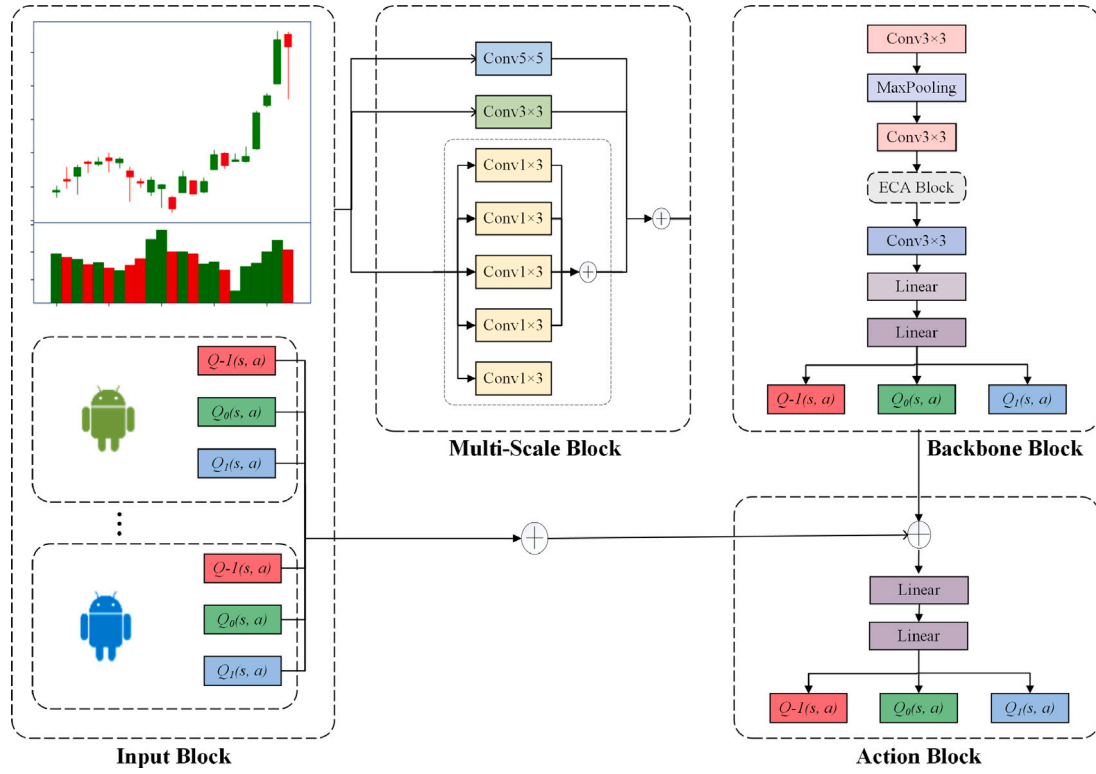 Conv5×5
Conv3×3
Conv1×3
Conv1×3
Conv1×3
Conv1×3
Conv1×3
Multi-Scale Block
Conv3×3
MaxPooling
Conv3×3
ECA Block
Conv3×3
Linear
Linear
Q-1(s, a)
Q₀(s, a)
Q₁(s, a)
Backbone Block
Q-1(s, a)
Q₀(s, a)
Q₁(s, a)
Q-1(s, a)
Q₀(s, a)
Q₁(s, a)
Input Block
Linear
Linear
Q-1(s, a)
Q₀(s, a)
Q₁(s, a)
Action Block